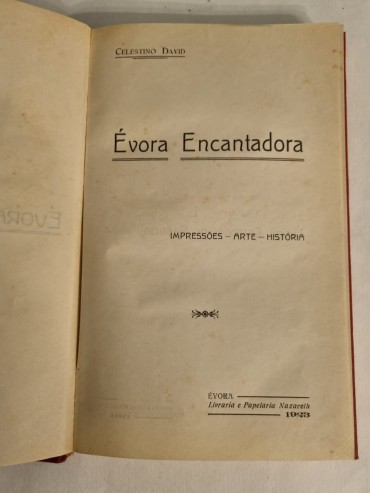 CELESTINO DAVID
Évora Encantadora
IMPRESSÕES – ARTE – HISTÓRIA
ÉVORA
Livraria e Papelaria Nazareth
1923